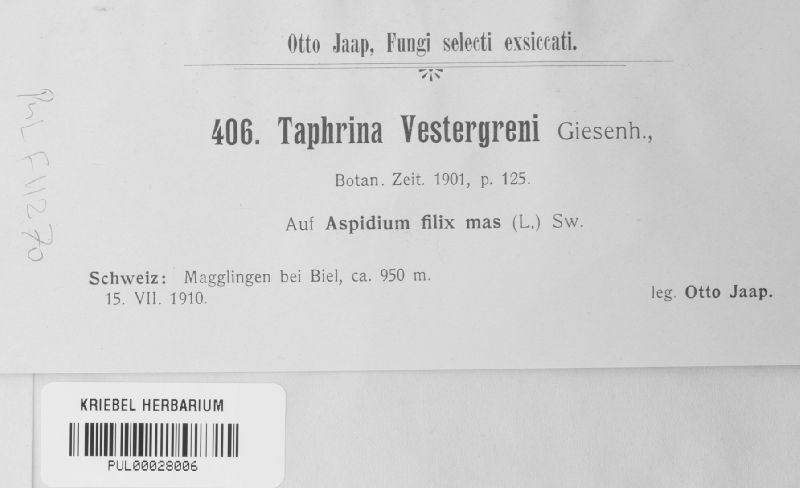 Otto Jaap, Fungi selecti exsiccati.
406. Taphrina Vestergreni Giesenh.,
Botan. Zeit. 1901, p. 125.
Auf Aspidium filix mas (L.) Sw.
Schweiz: Magglingen bei Biel, ca. 950 m.
15. VII. 1910.
leg. Otto Jaap.
PUL F11270
KRIEBEL HERBARIUM
PUL00028006